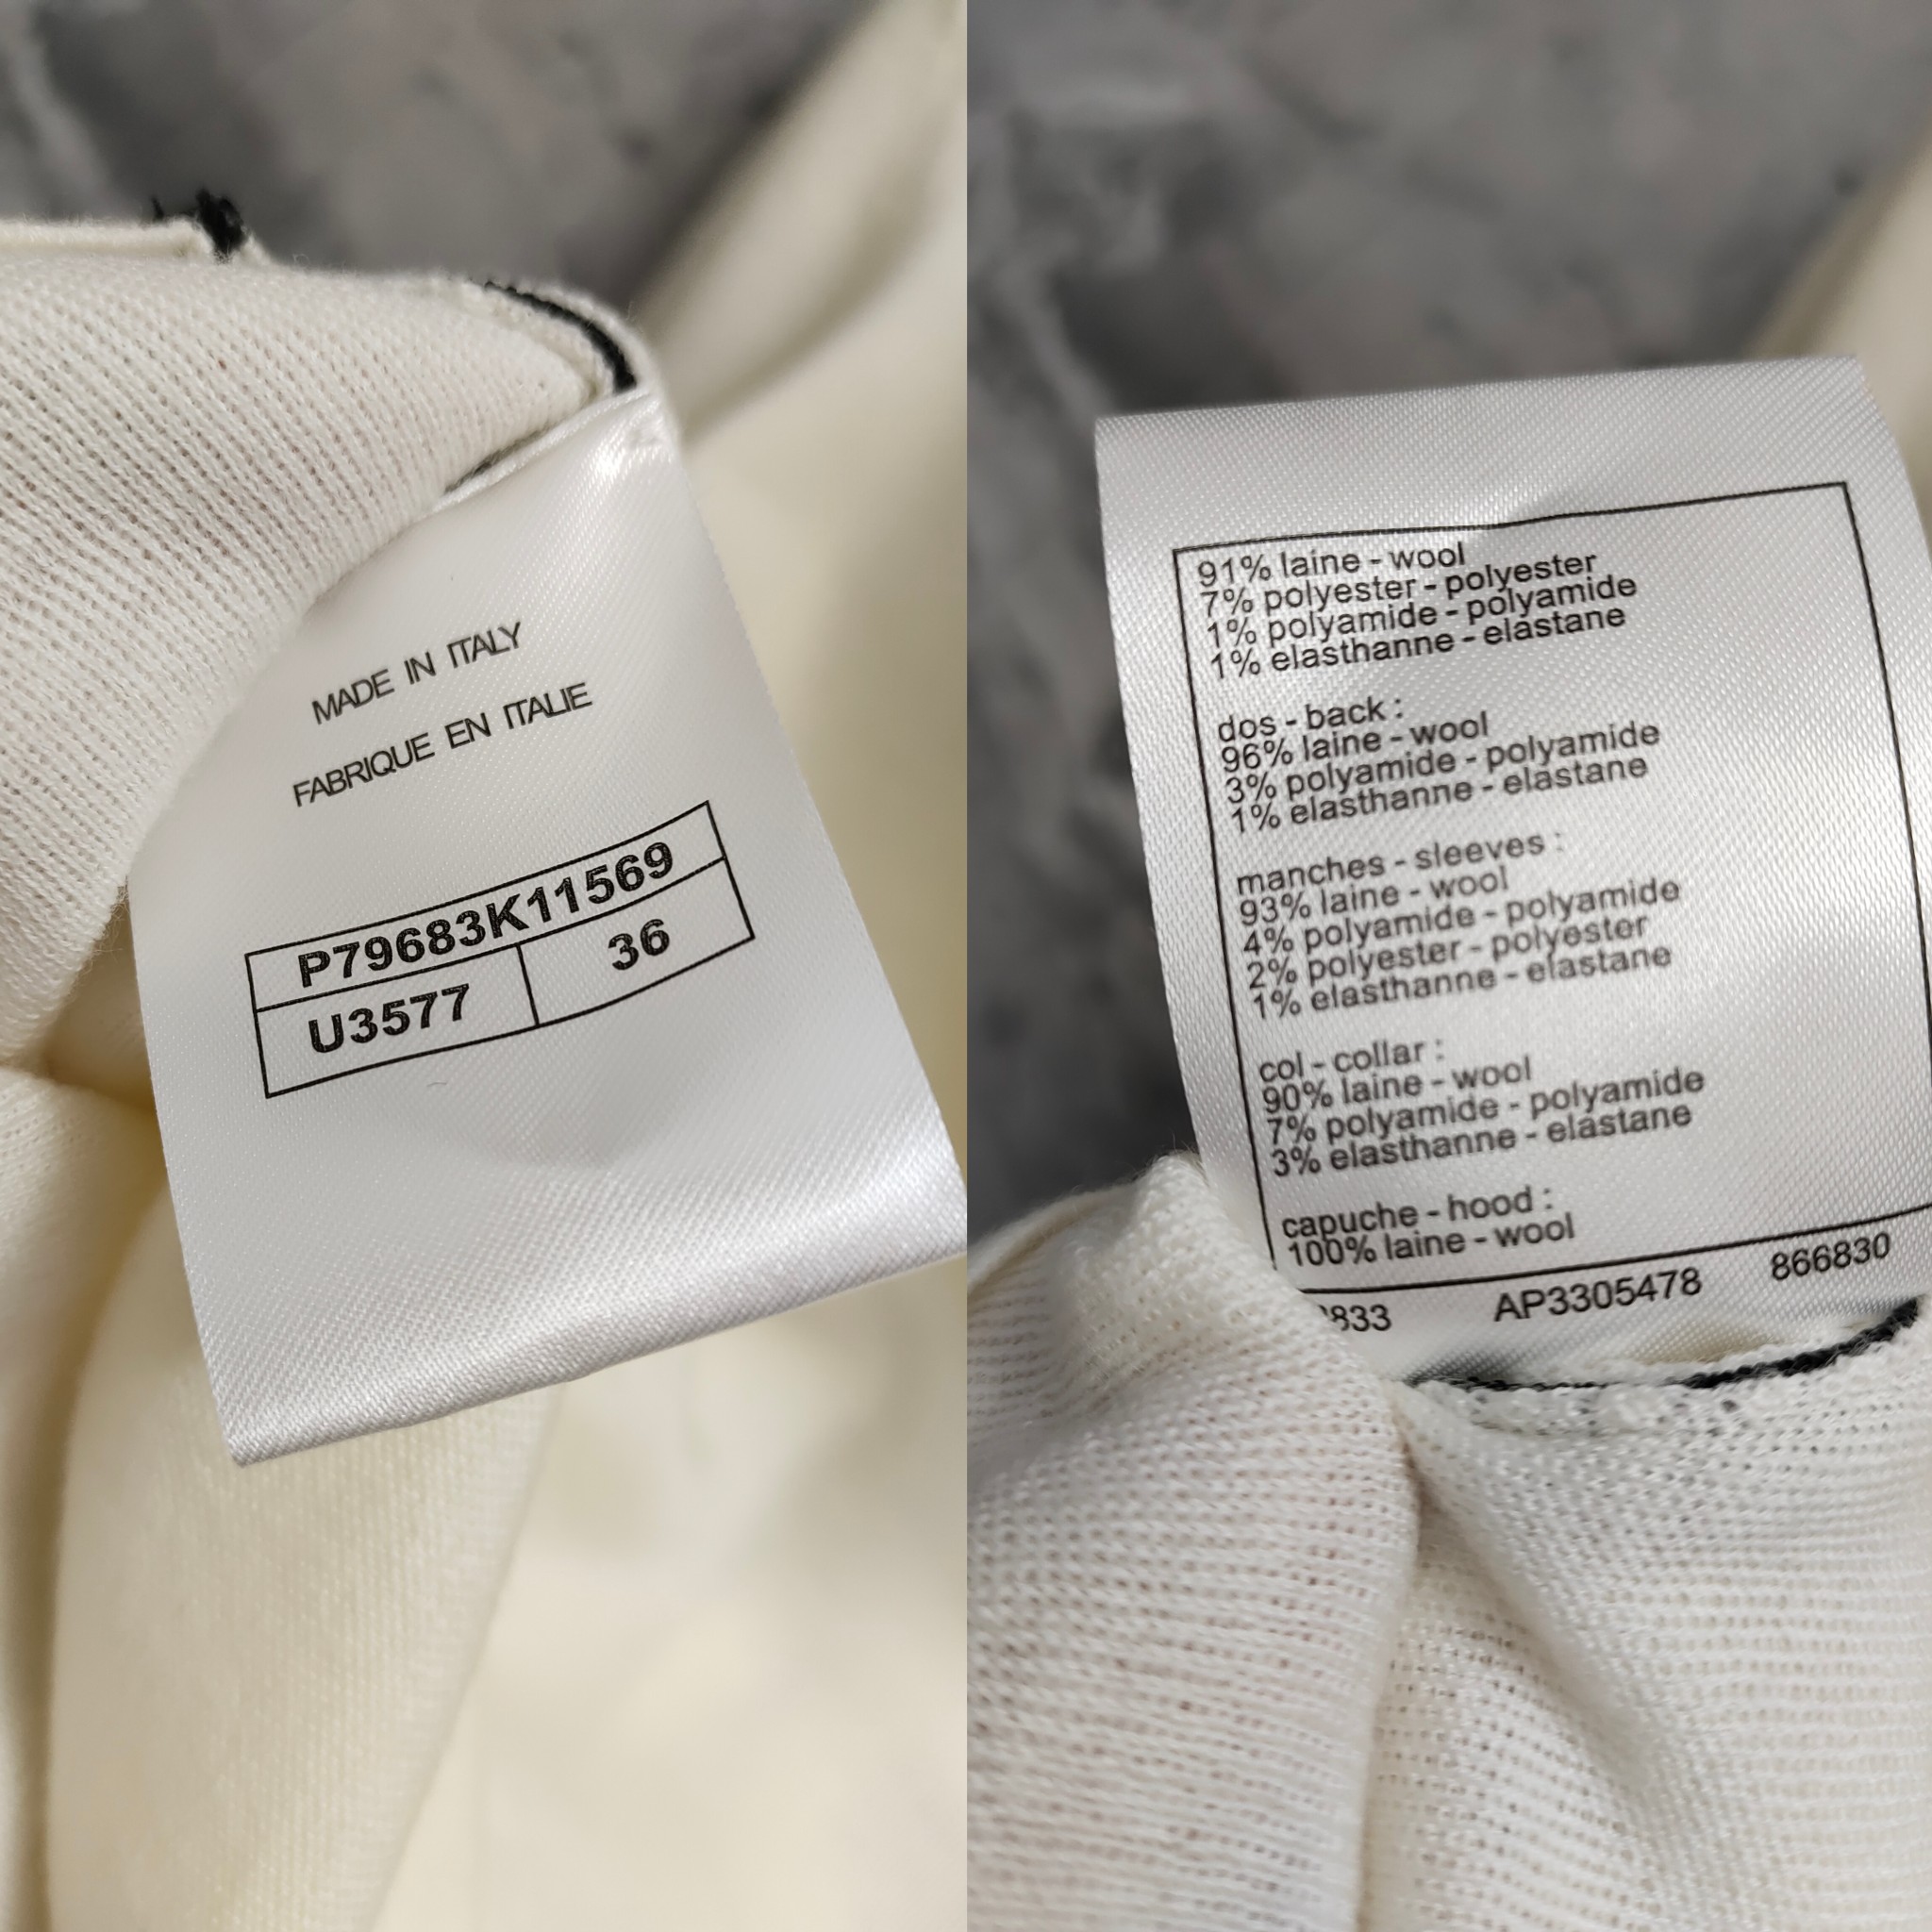 MADE IN ITALY
FABRIQUE EN ITALIE
P79683K11569
U3577 36
91% laine - wool
7% polyester - polyester
1% polyamide - polyamide
1% elasthanne - elastane
dos - back :
96% laine - wool
3% polyamide - polyamide
1% elasthanne - elastane
manches - sleeves :
93% laine - wool
4% polyamide - polyamide
2% polyester - polyester
1% elasthanne - elastane
col - collar :
90% laine - wool
7% polyamide - polyamide
3% elasthanne - elastane
capuche - hood :
100% laine - wool
AP3305478 866830